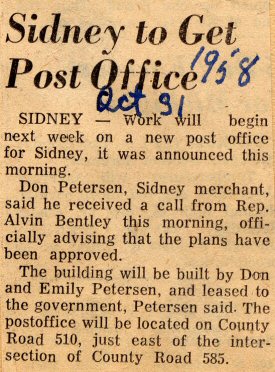 Sidney to Get
Post Office
1958
Oct 31
SIDNEY — Work will begin
next week on a new post office
for Sidney, it was announced this
morning.
Don Petersen, Sidney merchant,
said he received a call from Rep.
Alvin Bentley this morning, offi-
cially advising that the plans have
been approved.
The building will be built by Don
and Emily Petersen, and leased to
the government, Petersen said. The
postoffice will be located on County
Road 510, just east of the inter-
section of County Road 585.